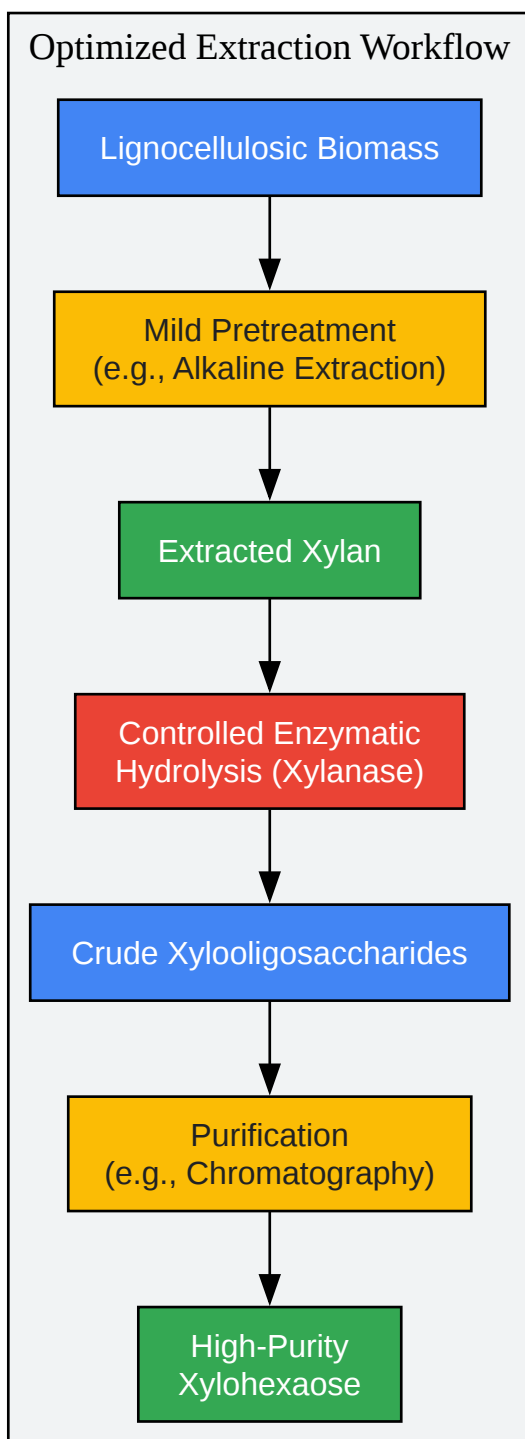 Optimized Extraction Workflow
Lignocellulosic Biomass
Mild Pretreatment
(e.g., Alkaline Extraction)
Extracted Xylan
Controlled Enzymatic
Hydrolysis (Xylanase)
Crude Xylooligosaccharides
Purification
(e.g., Chromatography)
High-Purity
Xylohexaose